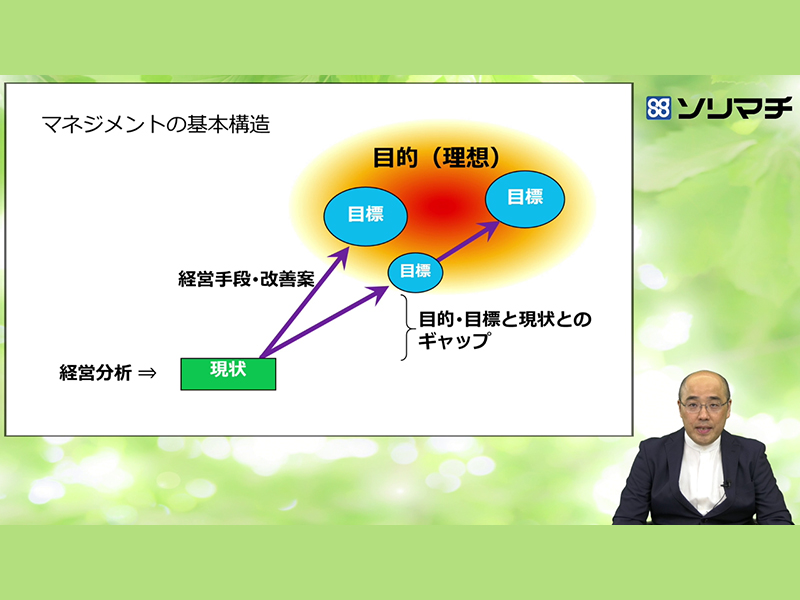 マネジメントの基本構造
ソリマチ
目的（理想）
目標
目標
目標
経営手段・改善案
目的・目標と現状との
ギャップ
経営分析 ⇒
現状